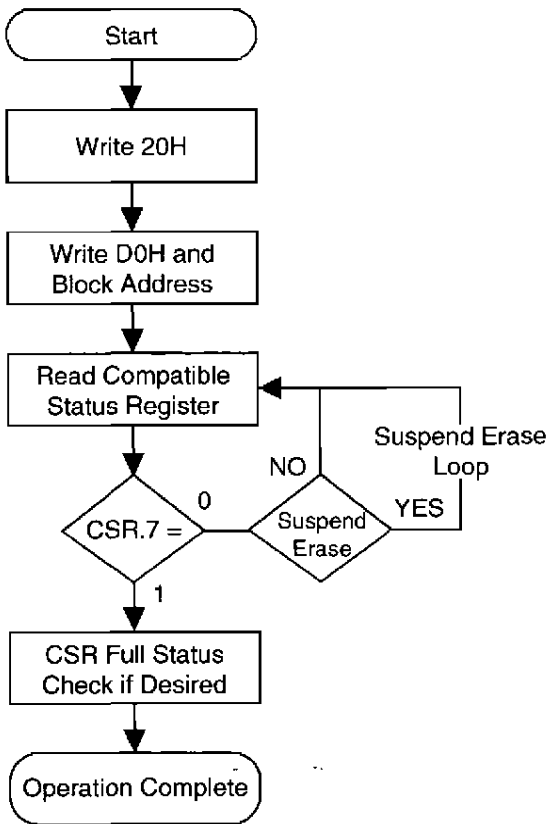 Start
Write 20H
Write D0H and
Block Address
Read Compatible
Status Register
Suspend Erase
Loop
NO
YES
0
CSR.7 =
Suspend
Erase
1
CSR Full Status
Check if Desired
Operation Complete